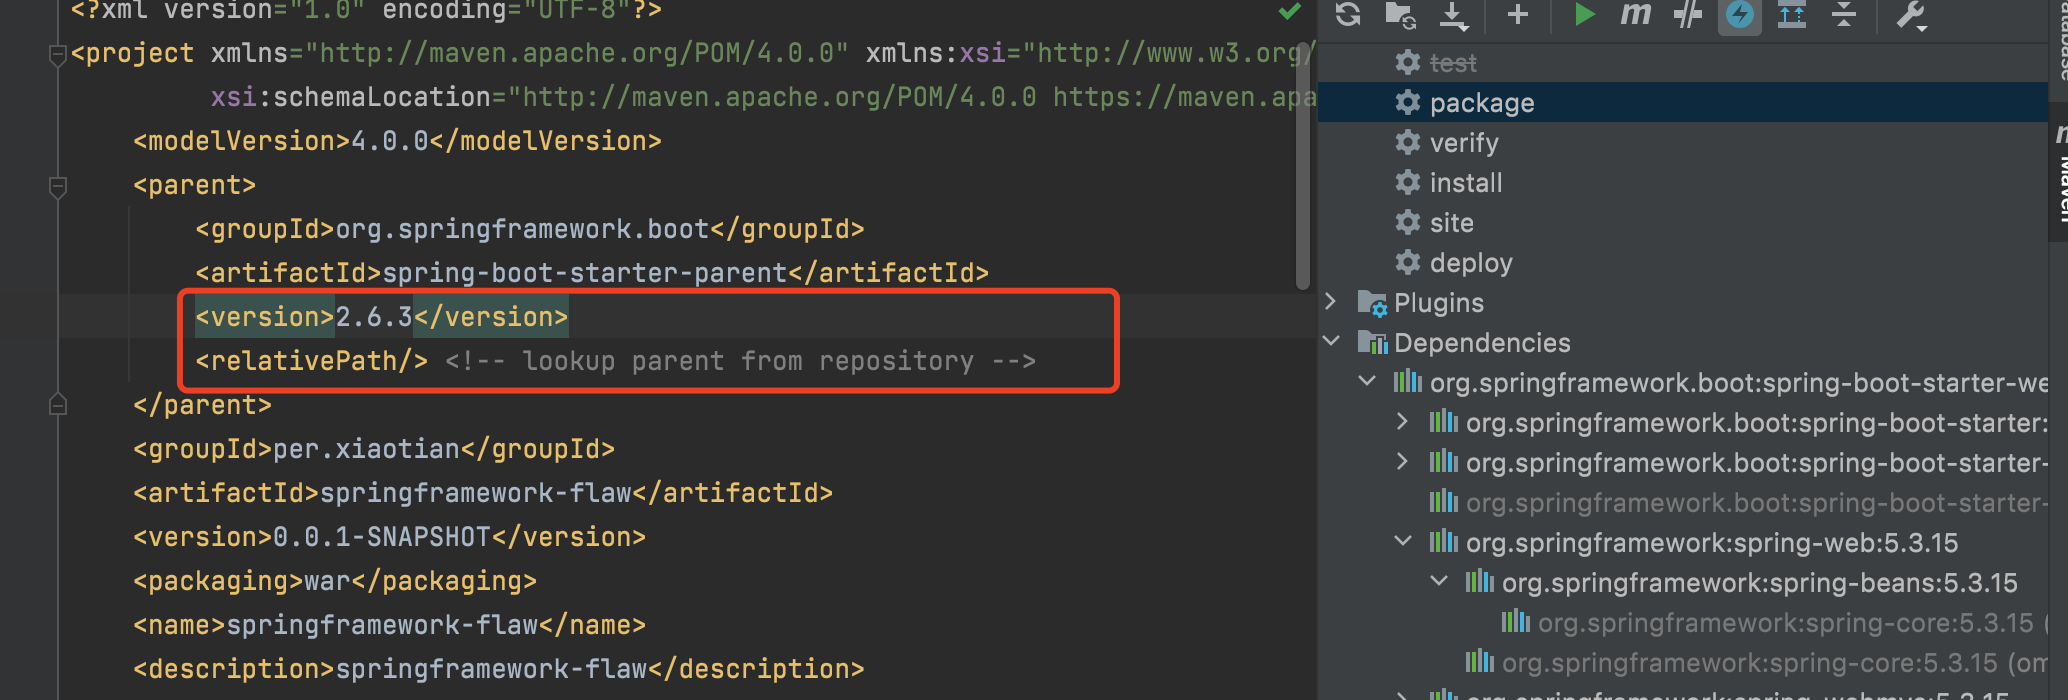 <?xml version="1.0" encoding="UTF-8"?>
<project xmlns="http://maven.apache.org/POM/4.0.0" xmlns:xsi="http://www.w3.org/
xsi:schemaLocation="http://maven.apache.org/POM/4.0.0 https://maven.apa
<modelVersion>4.0.0</modelVersion>
<parent>
<groupId>org.springframework.boot</groupId>
<artifactId>spring-boot-starter-parent</artifactId>
<version>2.6.3</version>
<relativePath/> <!-- lookup parent from repository -->
</parent>
<groupId>per.xiaotian</groupId>
<artifactId>springframework-flaw</artifactId>
<version>0.0.1-SNAPSHOT</version>
<packaging>war</packaging>
<name>springframework-flaw</name>
<description>springframework-flaw</description>
test
package
verify
install
site
deploy
Plugins
Dependencies
org.springframework.boot:spring-boot-starter-we
org.springframework.boot:spring-boot-starter:
org.springframework.boot:spring-boot-starter-
org.springframework.boot:spring-boot-starter-
org.springframework:spring-web:5.3.15
org.springframework:spring-beans:5.3.15
org.springframework:spring-core:5.3.15 (
org.springframework:spring-core:5.3.15 (om
org.springframework:spring-webmvc:5.3.15
Maven